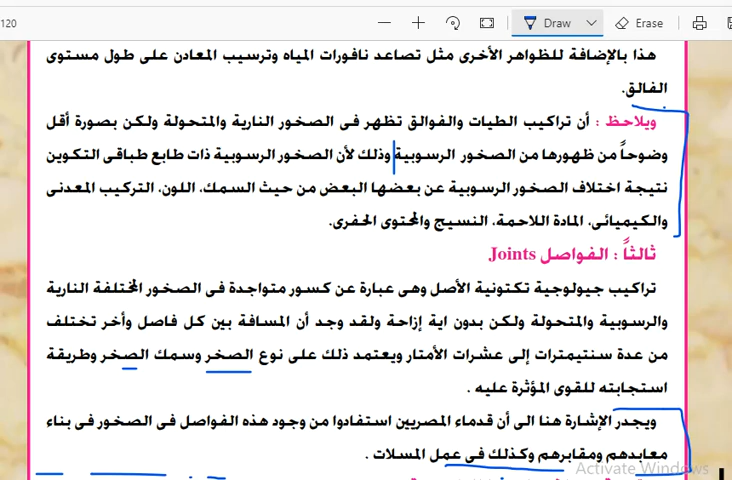 120
Draw
Erase
هذا بالإضافة للظواهر الأخرى مثل تصاعد نافورات المياه وترسيب المعادن على طول مستوى
الفالق.
ويلاحظ : أن تراكيب الطيات والفوالق تظهر فى الصخور النارية والمتحولة ولكن بصورة أقل
وضوحاً من ظهورها من الصخور الرسوبية وذلك لأن الصخور الرسوبية ذات طابع طباقى التكوين
نتيجة اختلاف الصخور الرسوبية عن بعضها البعض من حيث السمك، اللون، التركيب المعدنى
والكيميائى، المادة اللاحمة، النسيج والمحتوى الحفرى.
ثالثاً : الفواصل Joints
تراكيب جيولوجية تكتونية الأصل وهى عبارة عن كسور متواجدة فى الصخور المختلفة النارية
والرسوبية والمتحولة ولكن بدون اية إزاحة ولقد وجد أن المسافة بين كل فاصل وأخر تختلف
من عدة سنتيمترات إلى عشرات الأمتار ويعتمد ذلك على نوع الصخر وسمك الصخر وطريقة
استجابته للقوى المؤثرة عليه .
ويجدر الإشارة هنا الى أن قدماء المصريين استفادوا من وجود هذه الفواصل فى الصخور فى بناء
معابدهم ومقابرهم وكذلك فى عمل المسلات .
Activate Windows